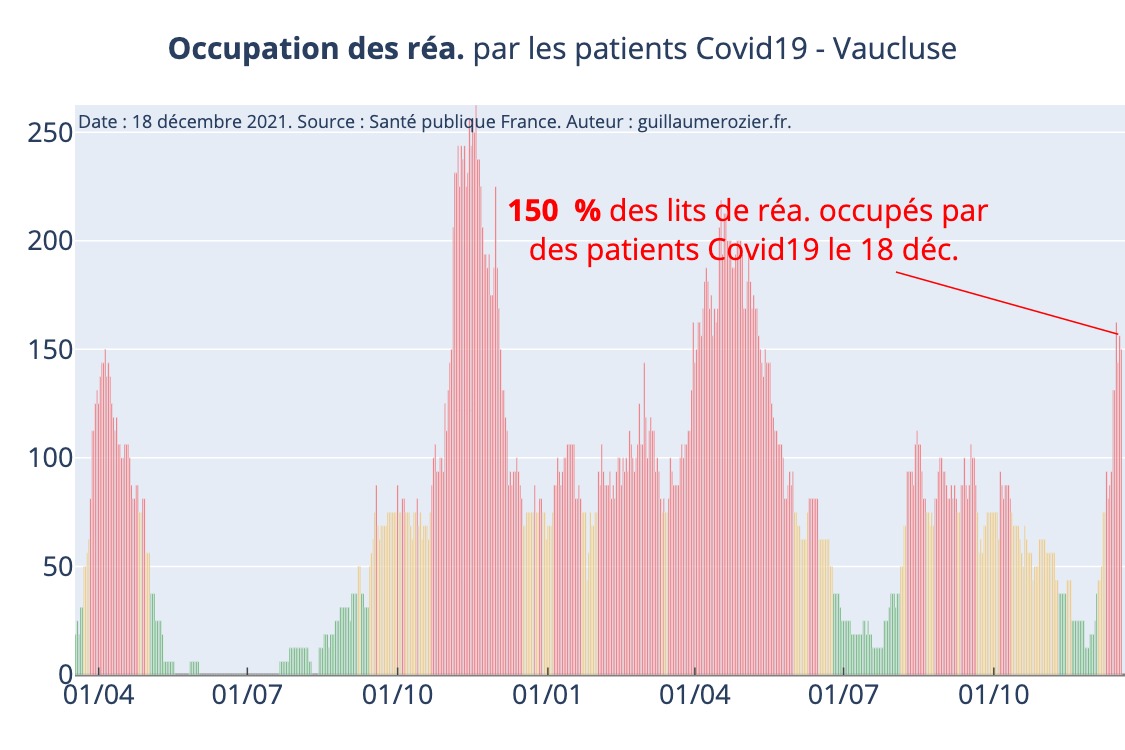 Occupation des réa. par les patients Covid19 - Vaucluse
Date : 18 décembre 2021. Source : Santé publique France. Auteur : guillaumerozier.fr.
250
150 % des lits de réa. occupés par
des patients Covid19 le 18 déc.
200
150
100
50
0
01/04 01/07 01/10 01/01 01/04 01/07 01/10